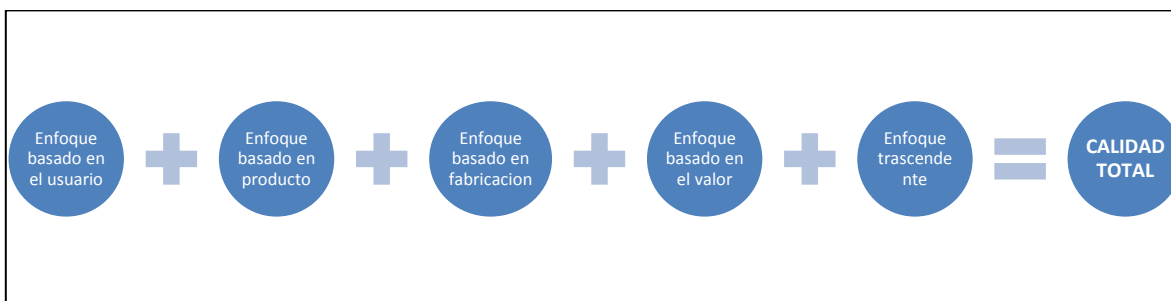 Enfoque
basado en
el usuario
Enfoque
basado en
producto
Enfoque
basado en
fabricacion
Enfoque
basado en
el valor
Enfoque
trascende
nte
CALIDAD
TOTAL